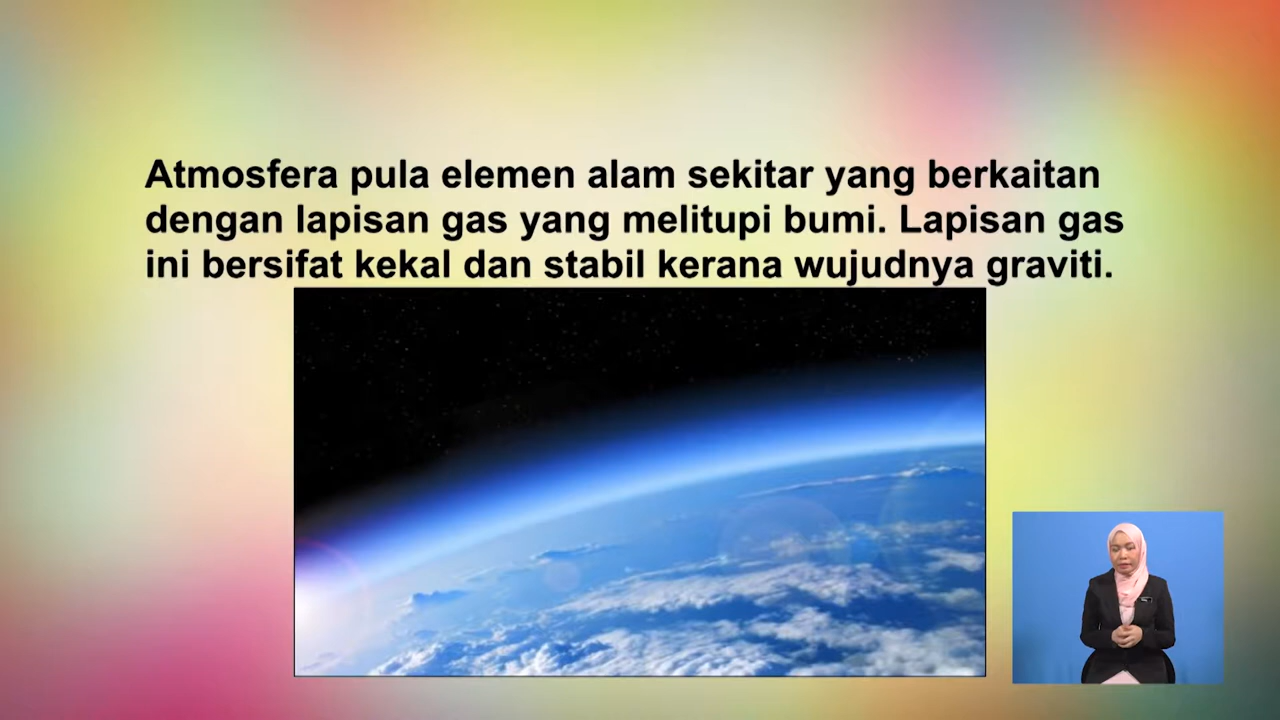 Atmosfera pula elemen alam sekitar yang berkaitan
dengan lapisan gas yang melitupi bumi. Lapisan gas
ini bersifat kekal dan stabil kerana wujudnya graviti.